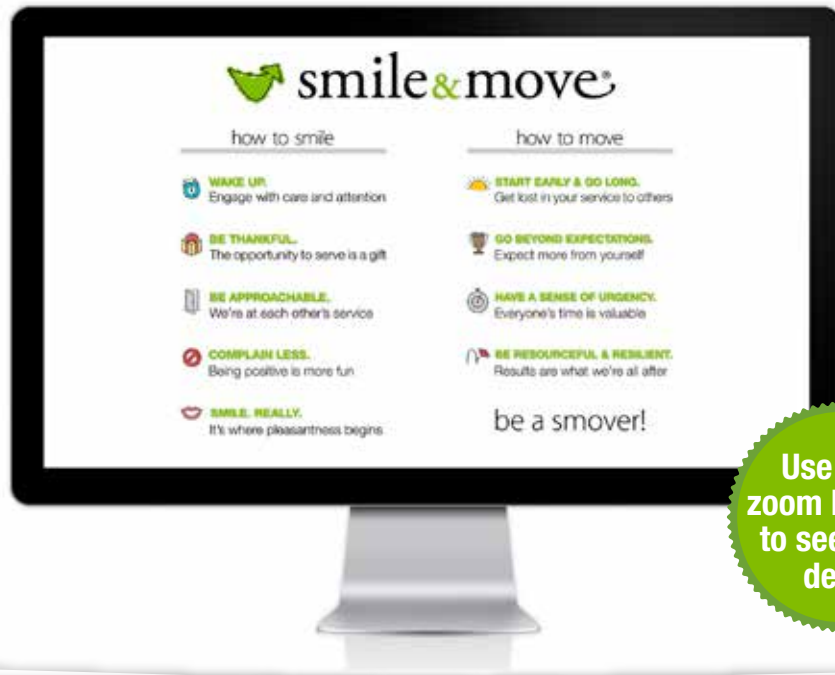 smile&move®
how to smile
WAKE UP.
Engage with care and attention
BE THANKFUL.
The opportunity to serve is a gift
BE APPROACHABLE.
We're at each other's service
COMPLAIN LESS.
Being positive is more fun
SMILE. REALLY.
It's where pleasantness begins
how to move
START EARLY & GO LONG.
Get lost in your service to others
GO BEYOND EXPECTATIONS.
Expect more from yourself
HAVE A SENSE OF URGENCY.
Everyone's time is valuable
BE RESOURCEFUL & RESILIENT.
Results are what we're all after
be a smover!
Use
zoom
to see
de